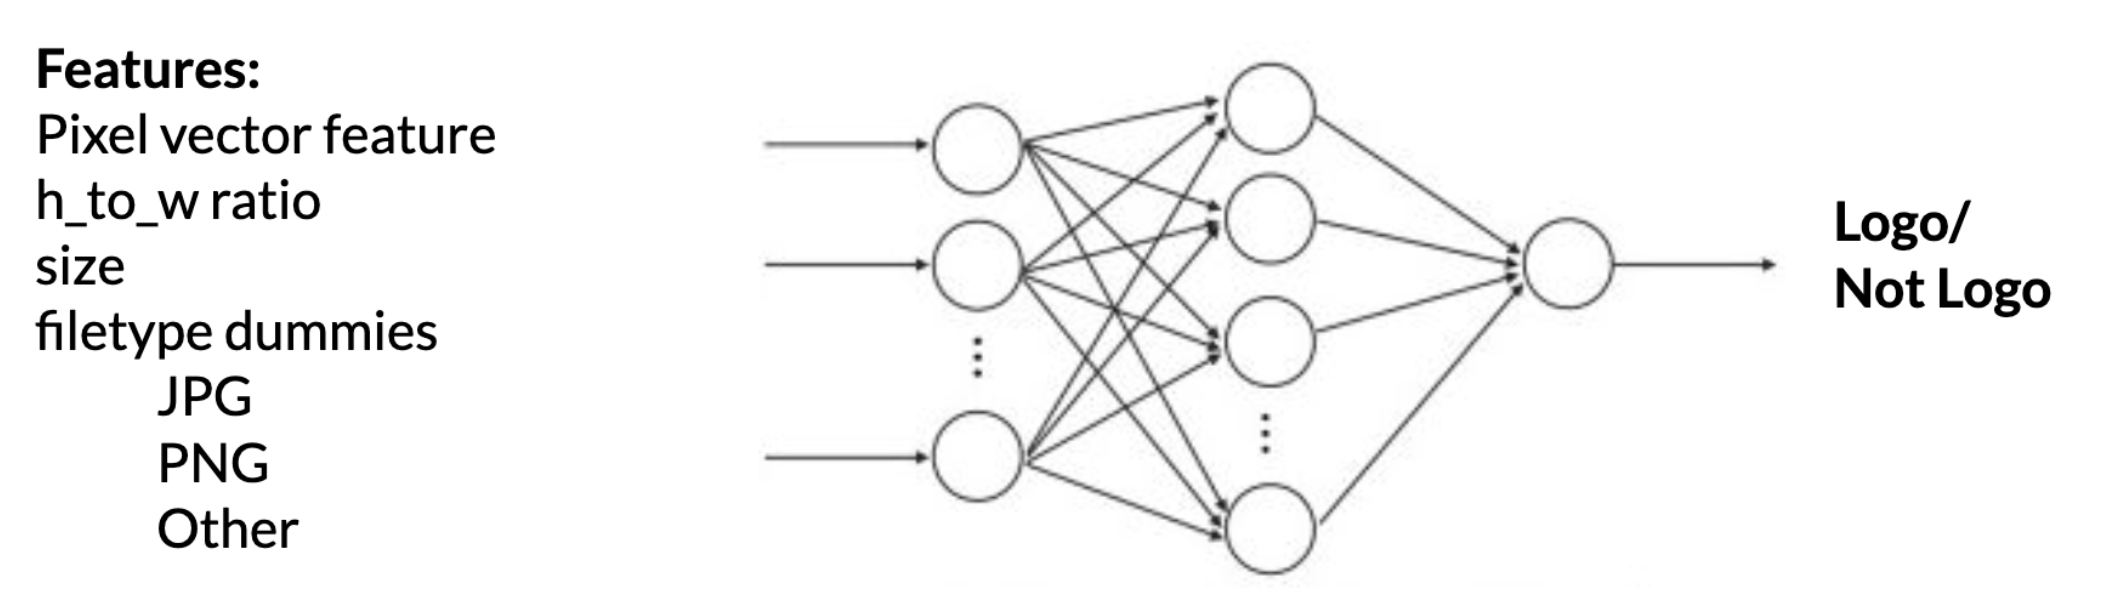 Features:
Pixel vector feature
h_to_w ratio
size
filetype dummies
JPG
PNG
Other
Logo/
Not Logo